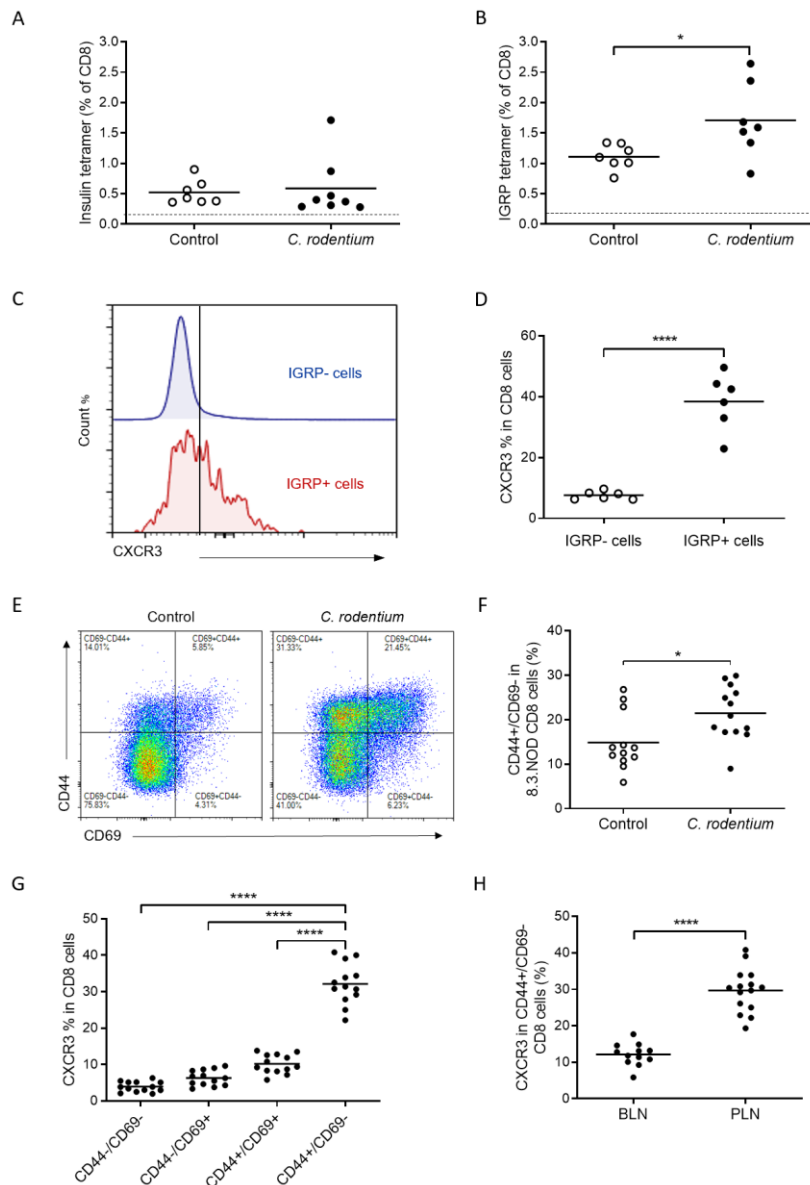 A
Insulin tetramer (% of CD8)
3.0
2.5
2.0
1.5
1.0
0.5
0.0
Control
C. rodentium
B
IGRP tetramer (% of CD8)
3.0
2.5
2.0
1.5
1.0
0.5
0.0
*
Control
C. rodentium
C
Count %
IGRP- cells
IGRP+ cells
CXCR3
D
CXCR3 % in CD8 cells
60
40
20
0
****
IGRP- cells
IGRP+ cells
E
Control
C. rodentium
CD69-CD44+
14.01%
CD69+CD44+
5.85%
CD69-CD44-
75.83%
CD69+CD44-
4.31%
CD69-CD44+
31.33%
CD69+CD44+
21.45%
CD69-CD44-
41.00%
CD69+CD44-
6.23%
CD44
CD69
F
CD44+/CD69- in
8.3.NOD CD8 cells (%)
40
30
20
10
0
*
Control
C. rodentium
G
CXCR3 % in CD8 cells
50
40
30
20
10
0
****
****
****
CD44-/CD69-
CD44-/CD69+
CD44+/CD69+
CD44+/CD69-
H
CXCR3 in CD44+/CD69-
CD8 cells (%)
50
40
30
20
10
0
****
BLN
PLN